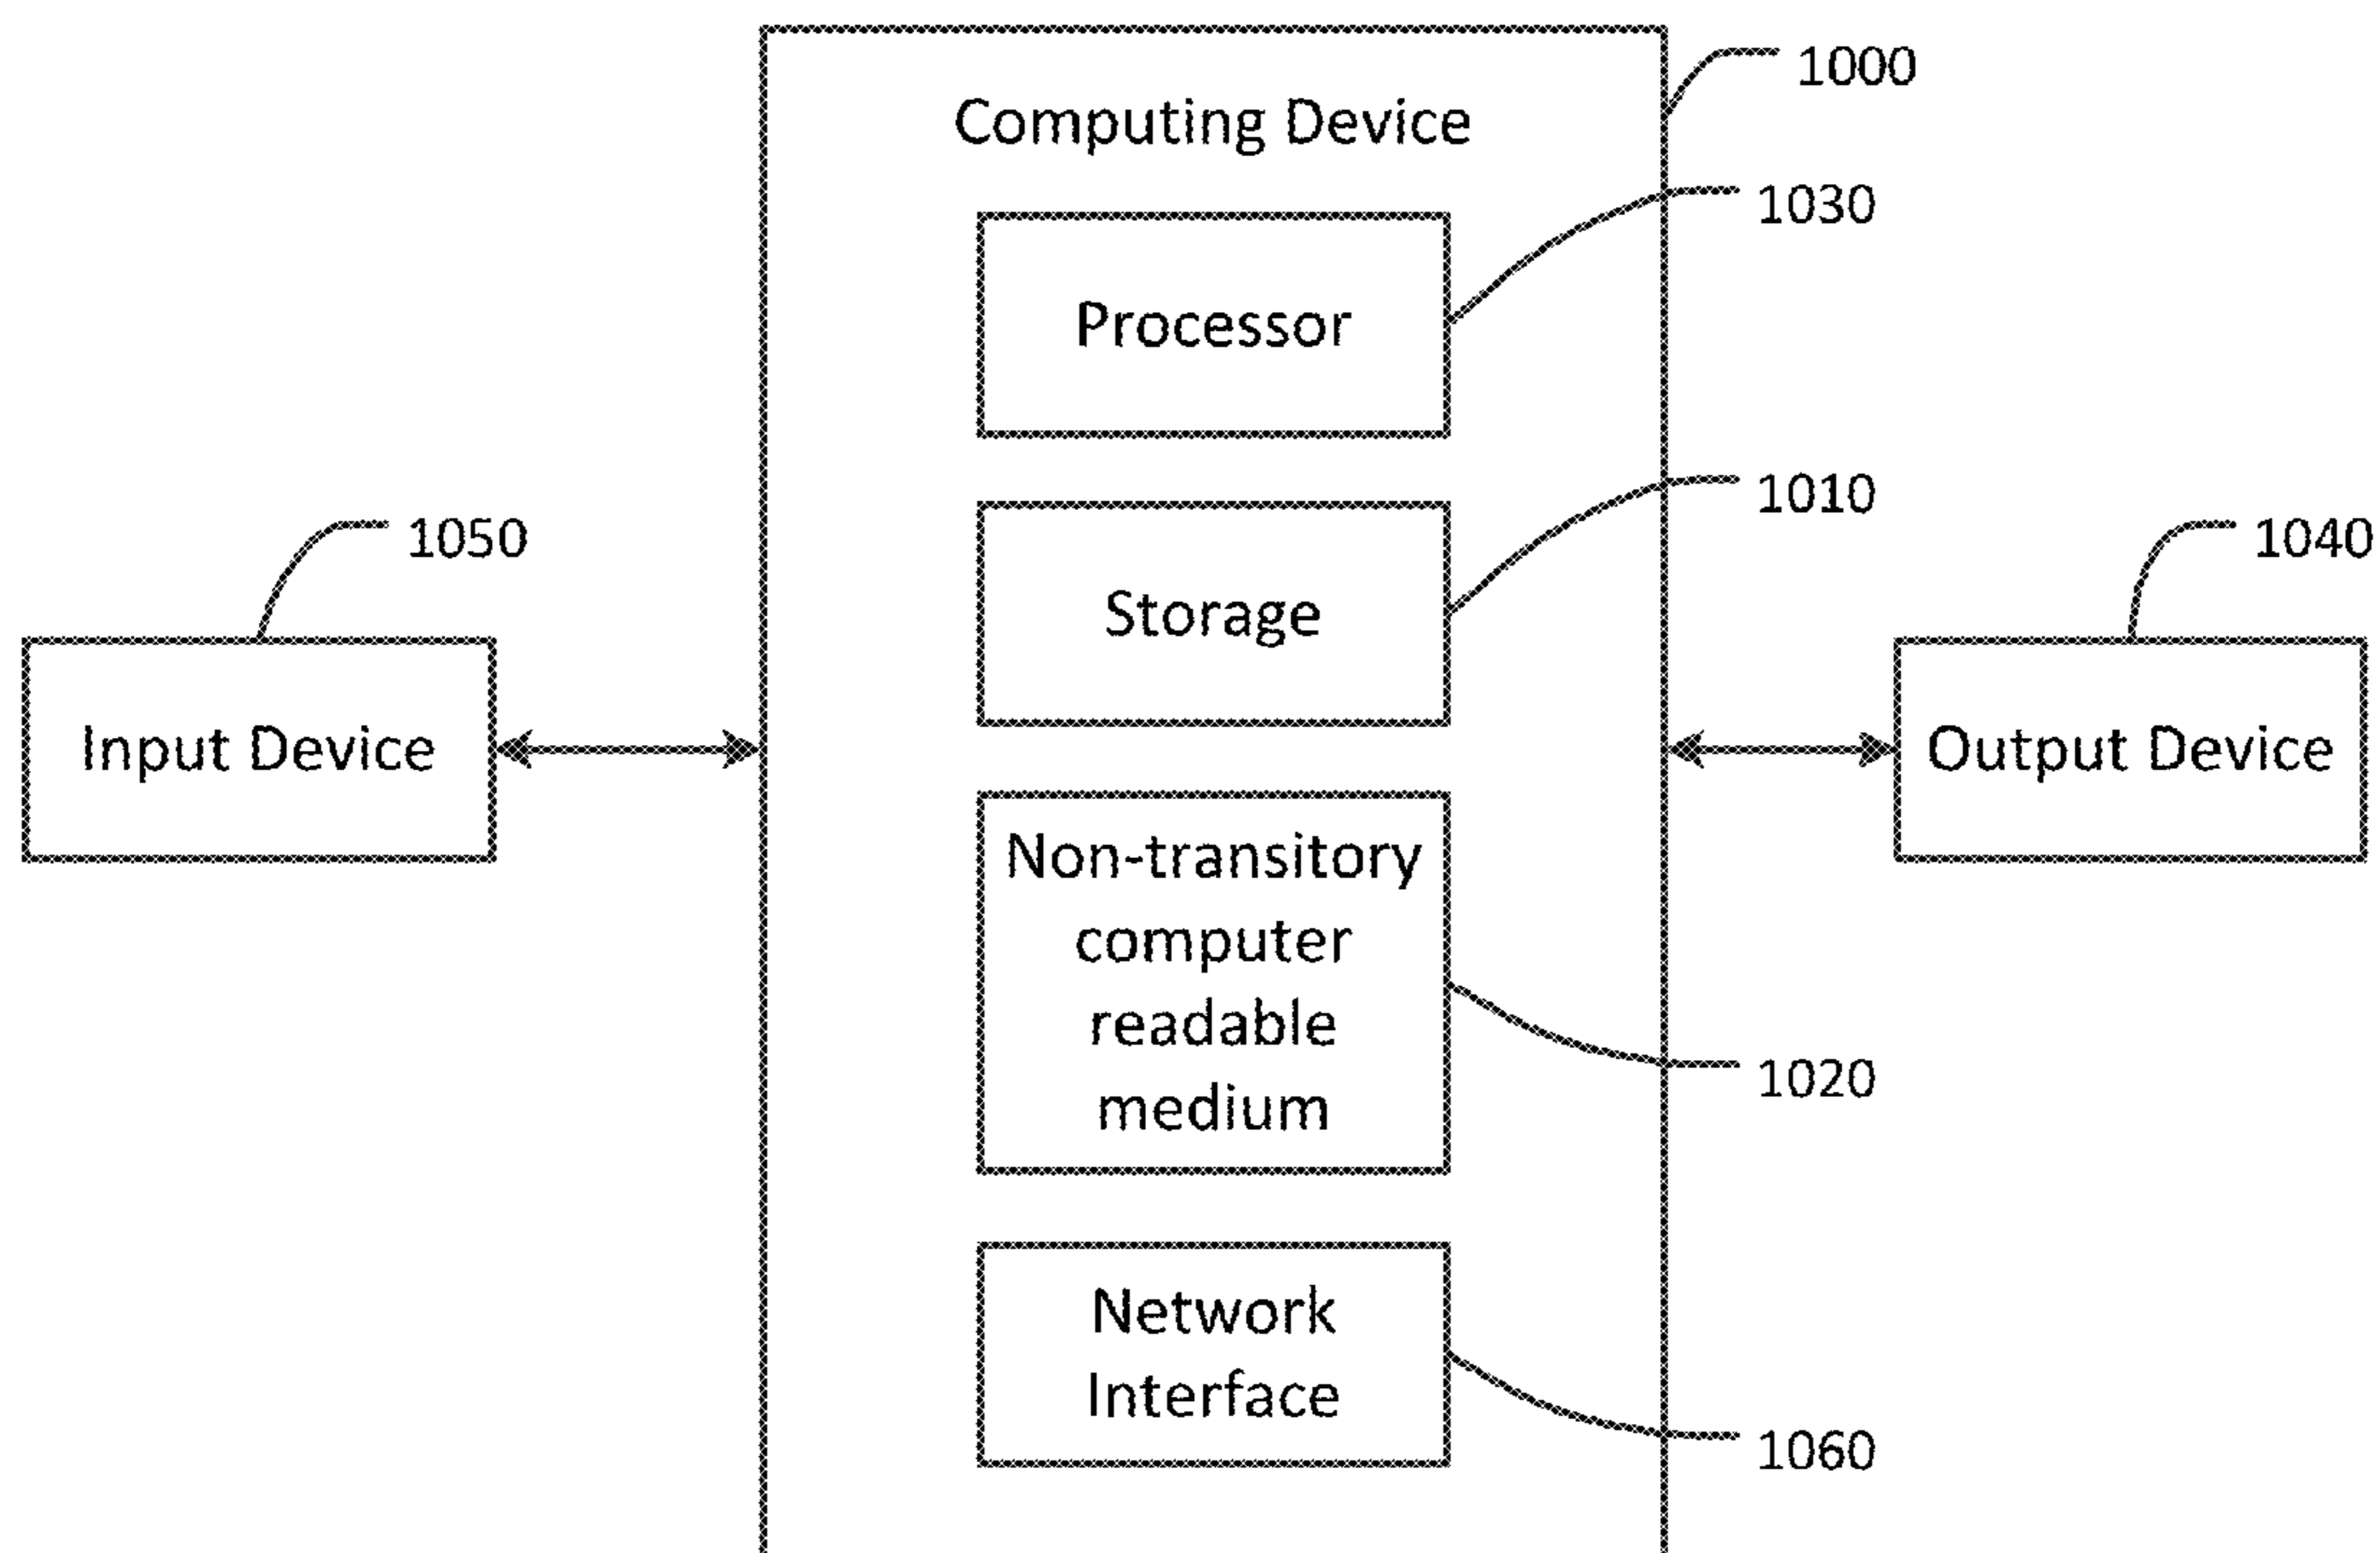 1000
Computing Device
1030
Processor
1010
1050
1040
Storage
Input Device
Output Device
Non-transitory
computer
readable
medium
1020
Network
Interface
1060